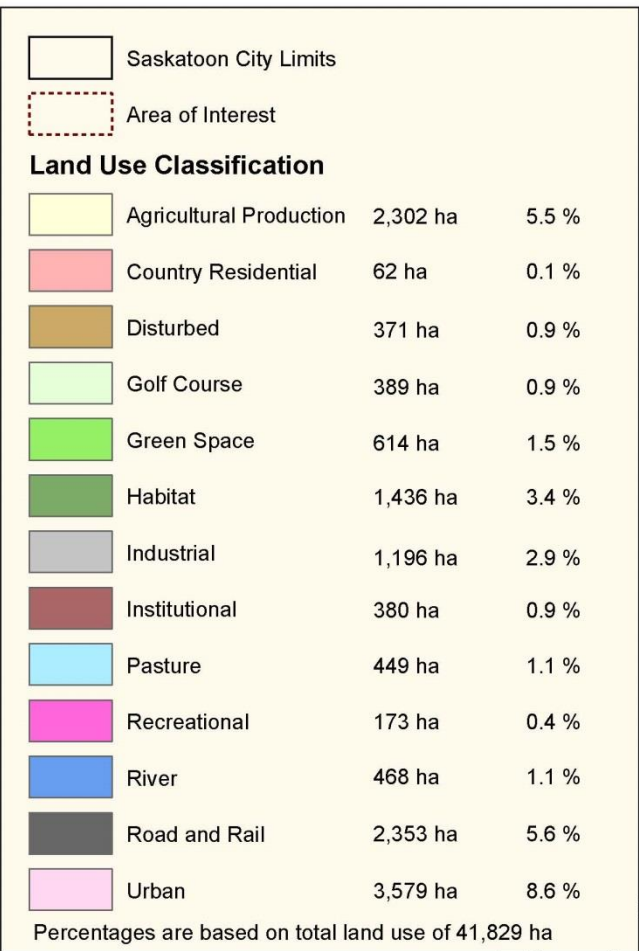 Saskatoon City Limits
Area of Interest
Land Use Classification
Agricultural Production 2,302 ha 5.5 %
Country Residential 62 ha 0.1 %
Disturbed 371 ha 0.9 %
Golf Course 389 ha 0.9 %
Green Space 614 ha 1.5 %
Habitat 1,436 ha 3.4 %
Industrial 1,196 ha 2.9 %
Institutional 380 ha 0.9 %
Pasture 449 ha 1.1 %
Recreational 173 ha 0.4 %
River 468 ha 1.1 %
Road and Rail 2,353 ha 5.6 %
Urban 3,579 ha 8.6 %
Percentages are based on total land use of 41,829 ha